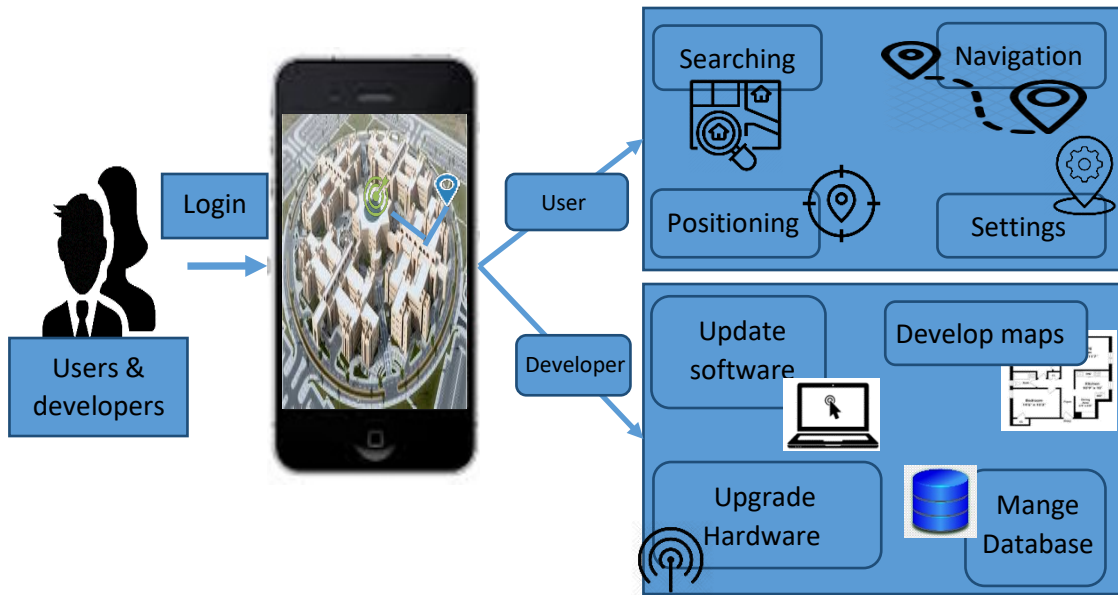 Users &
developers
Login
User
Developer
Searching
Navigation
Positioning
Settings
Update
software
Develop maps
Upgrade
Hardware
Mange
Database